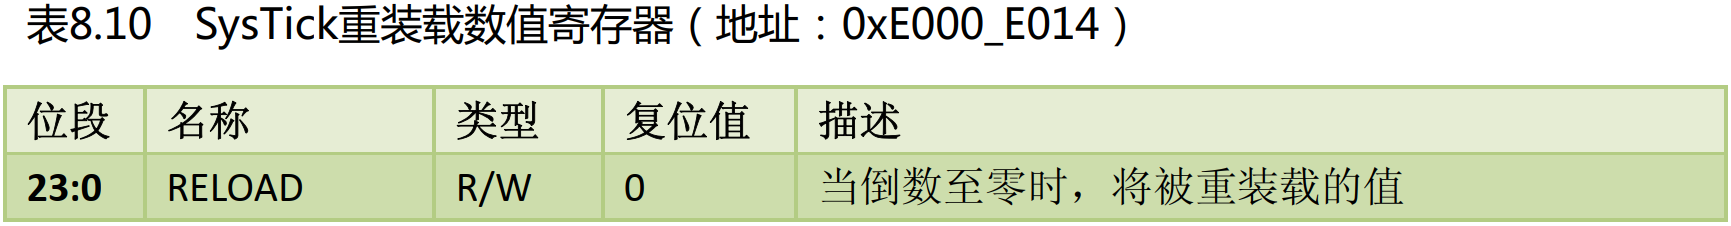 表8.10 SysTick重装载数值寄存器（地址：0xE000_E014）
位段 名称 类型 复位值 描述
23:0 RELOAD R/W 0 当倒数至零时，将被重装载的值